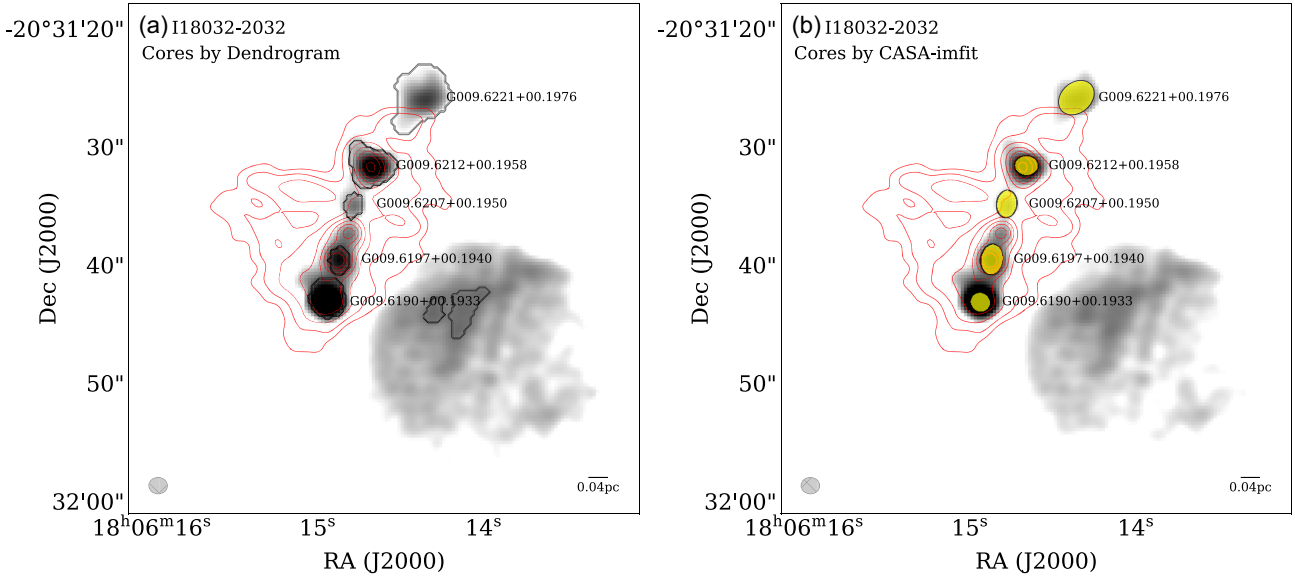 (a) I18032-2032
Cores by Dendrogram
G009.6221+00.1976
G009.6212+00.1958
G009.6207+00.1950
G009.6197+00.1940
G009.6190+00.1933
0.04pc
-20°31'20"
30"
40"
50"
32'00"
18h06m16s
15s
14s
RA (J2000)
Dec (J2000)
(b) I18032-2032
Cores by CASA-imfit
G009.6221+00.1976
G009.6212+00.1958
G009.6207+00.1950
G009.6197+00.1940
G009.6190+00.1933
0.04pc
-20°31'20"
30"
40"
50"
32'00"
18h06m16s
15s
14s
RA (J2000)
Dec (J2000)